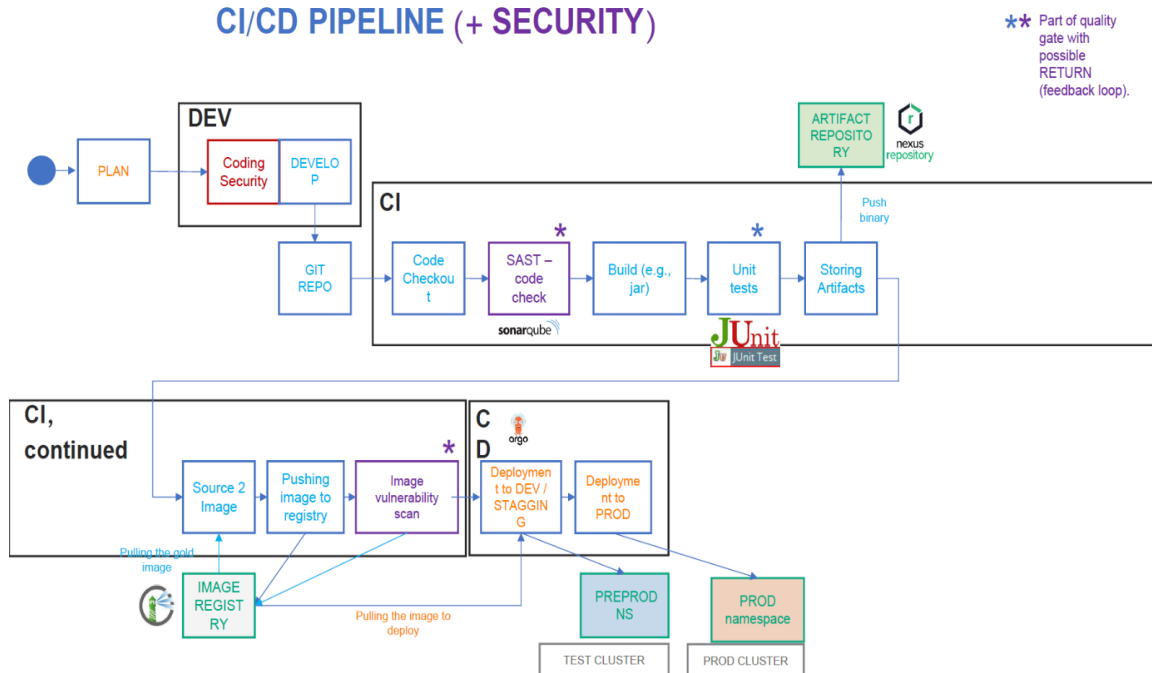 CI/CD PIPELINE (+ SECURITY)
** Part of quality
gate with
possible
RETURN
(feedback loop).
DEV
PLAN
Coding
Security
DEVELO
P
ARTIFACT
REPOSITO
RY
r
nexus
repository
CI
Push
binary
GIT
REPO
Code
Checkou
t
*
SAST –
code
check
sonarqube
Build (e.g.,
jar)
*
Unit
tests
JUnit
Ju JUnit Test
Storing
Artifacts
CI,
continued
Source 2
Image
Pushing
image to
registry
*
Image
vulnerability
scan
C
D
argo
Deploymen
t to DEV /
STAGGIN
G
Deployme
nt to
PROD
Pulling the gold
image
IMAGE
REGIST
RY
Pulling the image to
deploy
PREPROD
NS
PROD
namespace
TEST CLUSTER
PROD CLUSTER